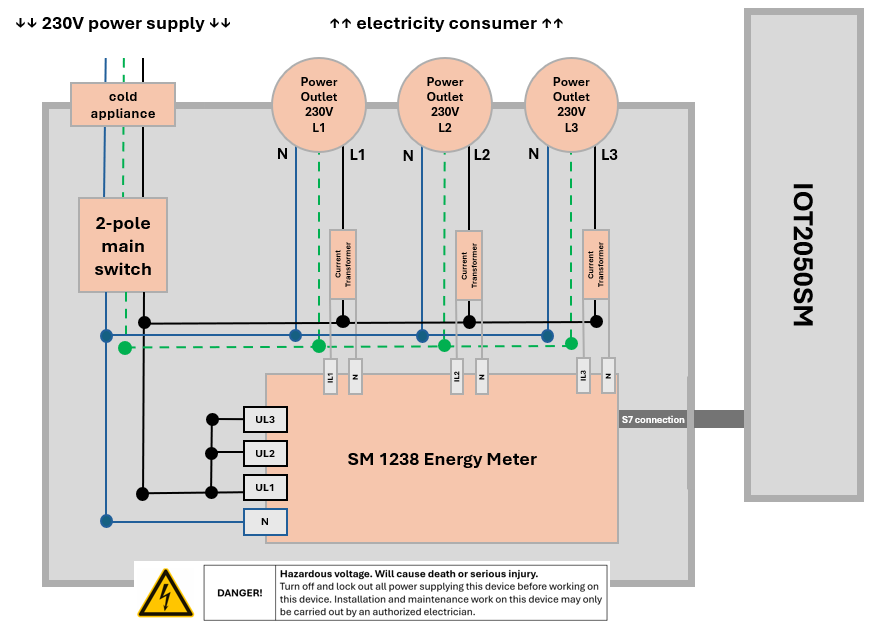 ↓↓ 230V power supply ↓↓
↑↑ electricity consumer ↑↑
cold
appliance
Power
Outlet
230V
L1
Power
Outlet
230V
L2
Power
Outlet
230V
L3
N
L1
N
L2
N
L3
IOT2050SM
2-pole
main
switch
Current
Transformer
Current
Transformer
Current
Transformer
IL1
N
IL2
N
IL3
N
UL3
UL2
UL1
N
SM 1238 Energy Meter
S7 connection
DANGER!
Hazardous voltage. Will cause death or serious injury.
Turn off and lock out all power supplying this device before working on
this device. Installation and maintenance work on this device may only
be carried out by an authorized electrician.